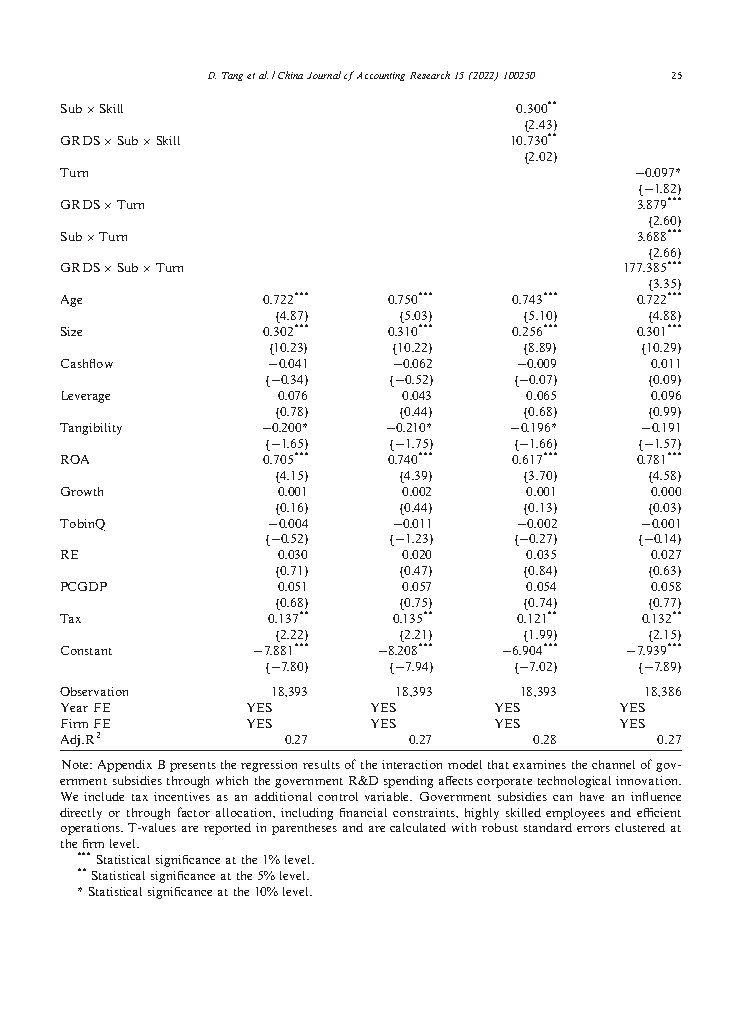 D. Tang et al. / China Journal of Accounting Research 15 (2022) 100250 25
Sub × Skill 0.300**
(2.43)
GRDS × Sub × Skill 10.730**
(2.02)
Turn −0.097*
(−1.82)
GRDS × Turn 3.879***
(2.60)
Sub × Turn 3.688***
(2.66)
GRDS × Sub × Turn 177.385***
(3.35)
Age 0.722*** 0.750*** 0.743*** 0.722***
(4.87) (5.03) (5.10) (4.88)
Size 0.302*** 0.310*** 0.256*** 0.301***
(10.23) (10.22) (8.89) (10.29)
Cashflow −0.041 −0.062 −0.009 0.011
(−0.34) (−0.52) (−0.07) (0.09)
Leverage 0.076 0.043 0.065 0.096
(0.78) (0.44) (0.68) (0.99)
Tangibility −0.200* −0.210* −0.196* −0.191
(−1.65) (−1.75) (−1.66) (−1.57)
ROA 0.705*** 0.740*** 0.617*** 0.781***
(4.15) (4.39) (3.70) (4.58)
Growth 0.001 0.002 0.001 0.000
(0.16) (0.44) (0.13) (0.03)
TobinQ −0.004 −0.011 −0.002 −0.001
(−0.52) (−1.23) (−0.27) (−0.14)
RE 0.030 0.020 0.035 0.027
(0.71) (0.47) (0.84) (0.63)
PCGDP 0.051 0.057 0.054 0.058
(0.68) (0.75) (0.74) (0.77)
Tax 0.137** 0.135** 0.121** 0.132**
(2.22) (2.21) (1.99) (2.15)
Constant −7.881*** −8.208*** −6.904*** −7.939***
(−7.80) (−7.94) (−7.02) (−7.89)
Observation 18,393 18,393 18,393 18,386
Year FE YES YES YES YES
Firm FE YES YES YES YES
Adj.R² 0.27 0.27 0.28 0.27
Note: Appendix B presents the regression results of the interaction model that examines the channel of gov-
ernment subsidies through which the government R&D spending affects corporate technological innovation.
We include tax incentives as an additional control variable. Government subsidies can have an influence
directly or through factor allocation, including financial constraints, highly skilled employees and efficient
operations. T-values are reported in parentheses and are calculated with robust standard errors clustered at
the firm level.
*** Statistical significance at the 1% level.
** Statistical significance at the 5% level.
* Statistical significance at the 10% level.